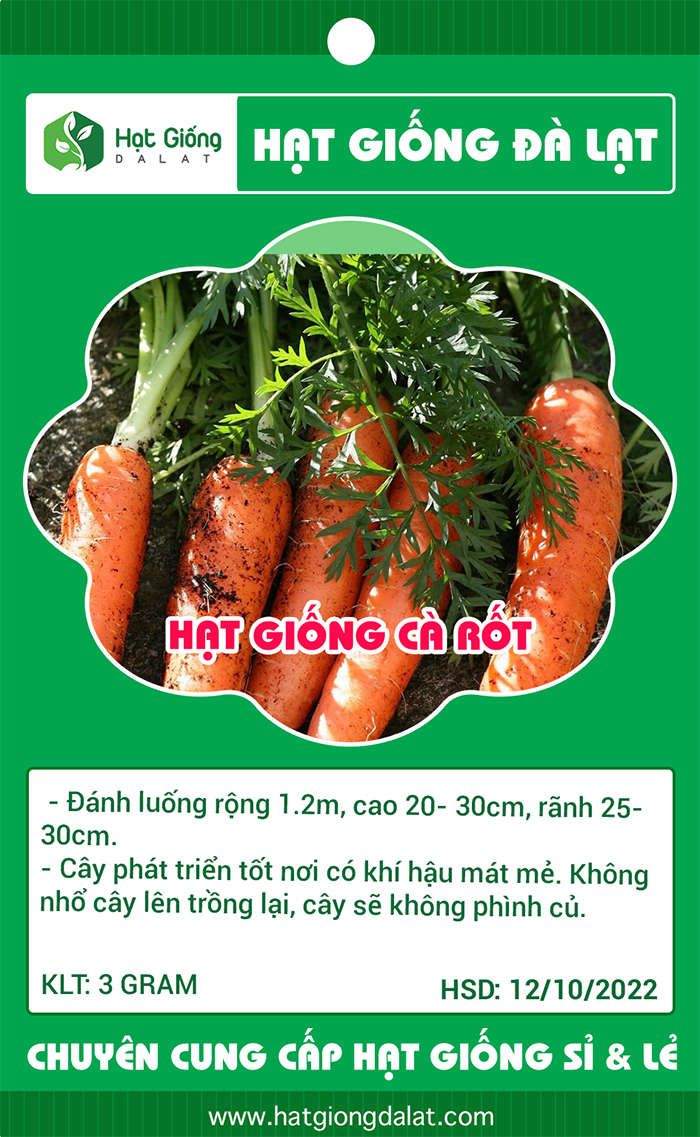 Hạt Giống
DALAT
HẠT GIỐNG ĐÀ LẠT
HẠT GIỐNG CÀ RỐT
- Đánh luống rộng 1.2m, cao 20- 30cm, rãnh 25-
30cm.
- Cây phát triển tốt nơi có khí hậu mát mẻ. Không
nhổ cây lên trồng lại, cây sẽ không phình củ.
KLT: 3 GRAM
HSD: 12/10/2022
CHUYÊN CUNG CẤP HẠT GIỐNG SỈ & LẺ
www.hatgiongdalat.com